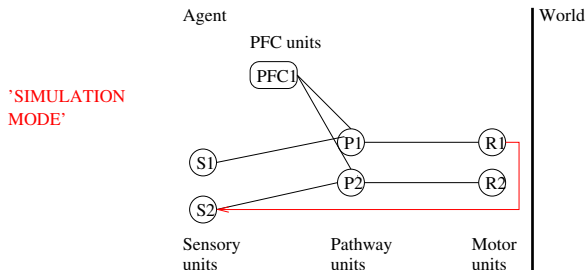 Agent
World
PFC units
PFC1
'SIMULATION
MODE'
P1
R1
S1
P2
R2
S2
Sensory
units
Pathway
units
Motor
units